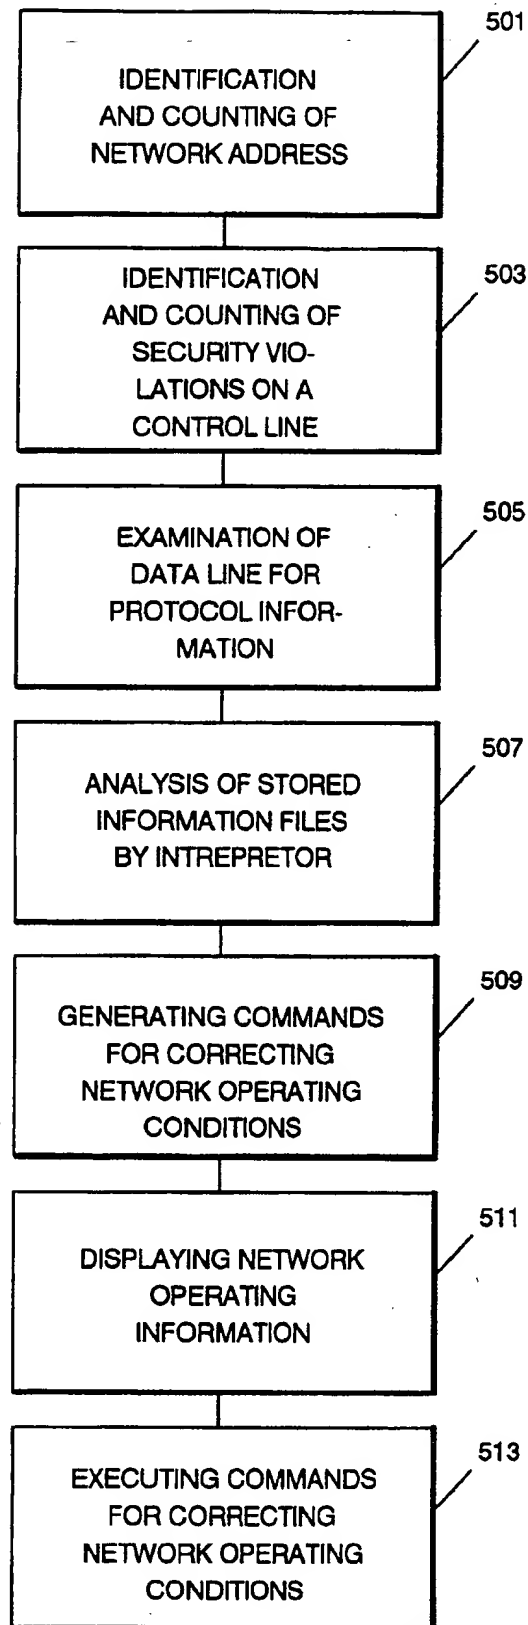 501
IDENTIFICATION
AND COUNTING OF
NETWORK ADDRESS
503
IDENTIFICATION
AND COUNTING OF
SECURITY VIO-
LATIONS ON A
CONTROL LINE
505
EXAMINATION OF
DATA LINE FOR
PROTOCOL INFOR-
MATION
507
ANALYSIS OF STORED
INFORMATION FILES
BY INTREPRETOR
509
GENERATING COMMANDS
FOR CORRECTING
NETWORK OPERATING
CONDITIONS
511
DISPLAYING NETWORK
OPERATING
INFORMATION
513
EXECUTING COMMANDS
FOR CORRECTING
NETWORK OPERATING
CONDITIONS